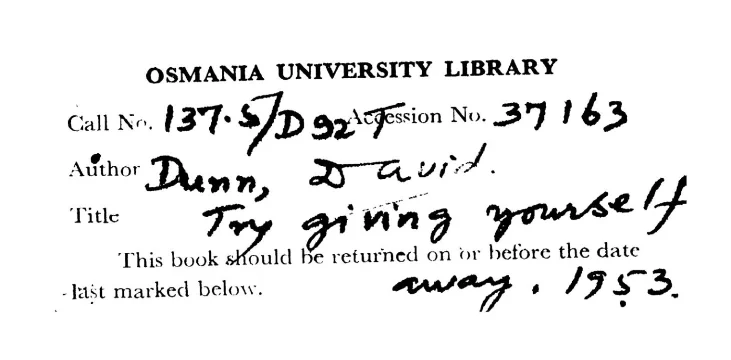 OSMANIA UNIVERSITY LIBRARY
Call No. 137.5/D92T Accession No. 37163
Author Dunn, David.
Title Try giving yourself
This book should be returned on or before the date
last marked below. away. 1953.